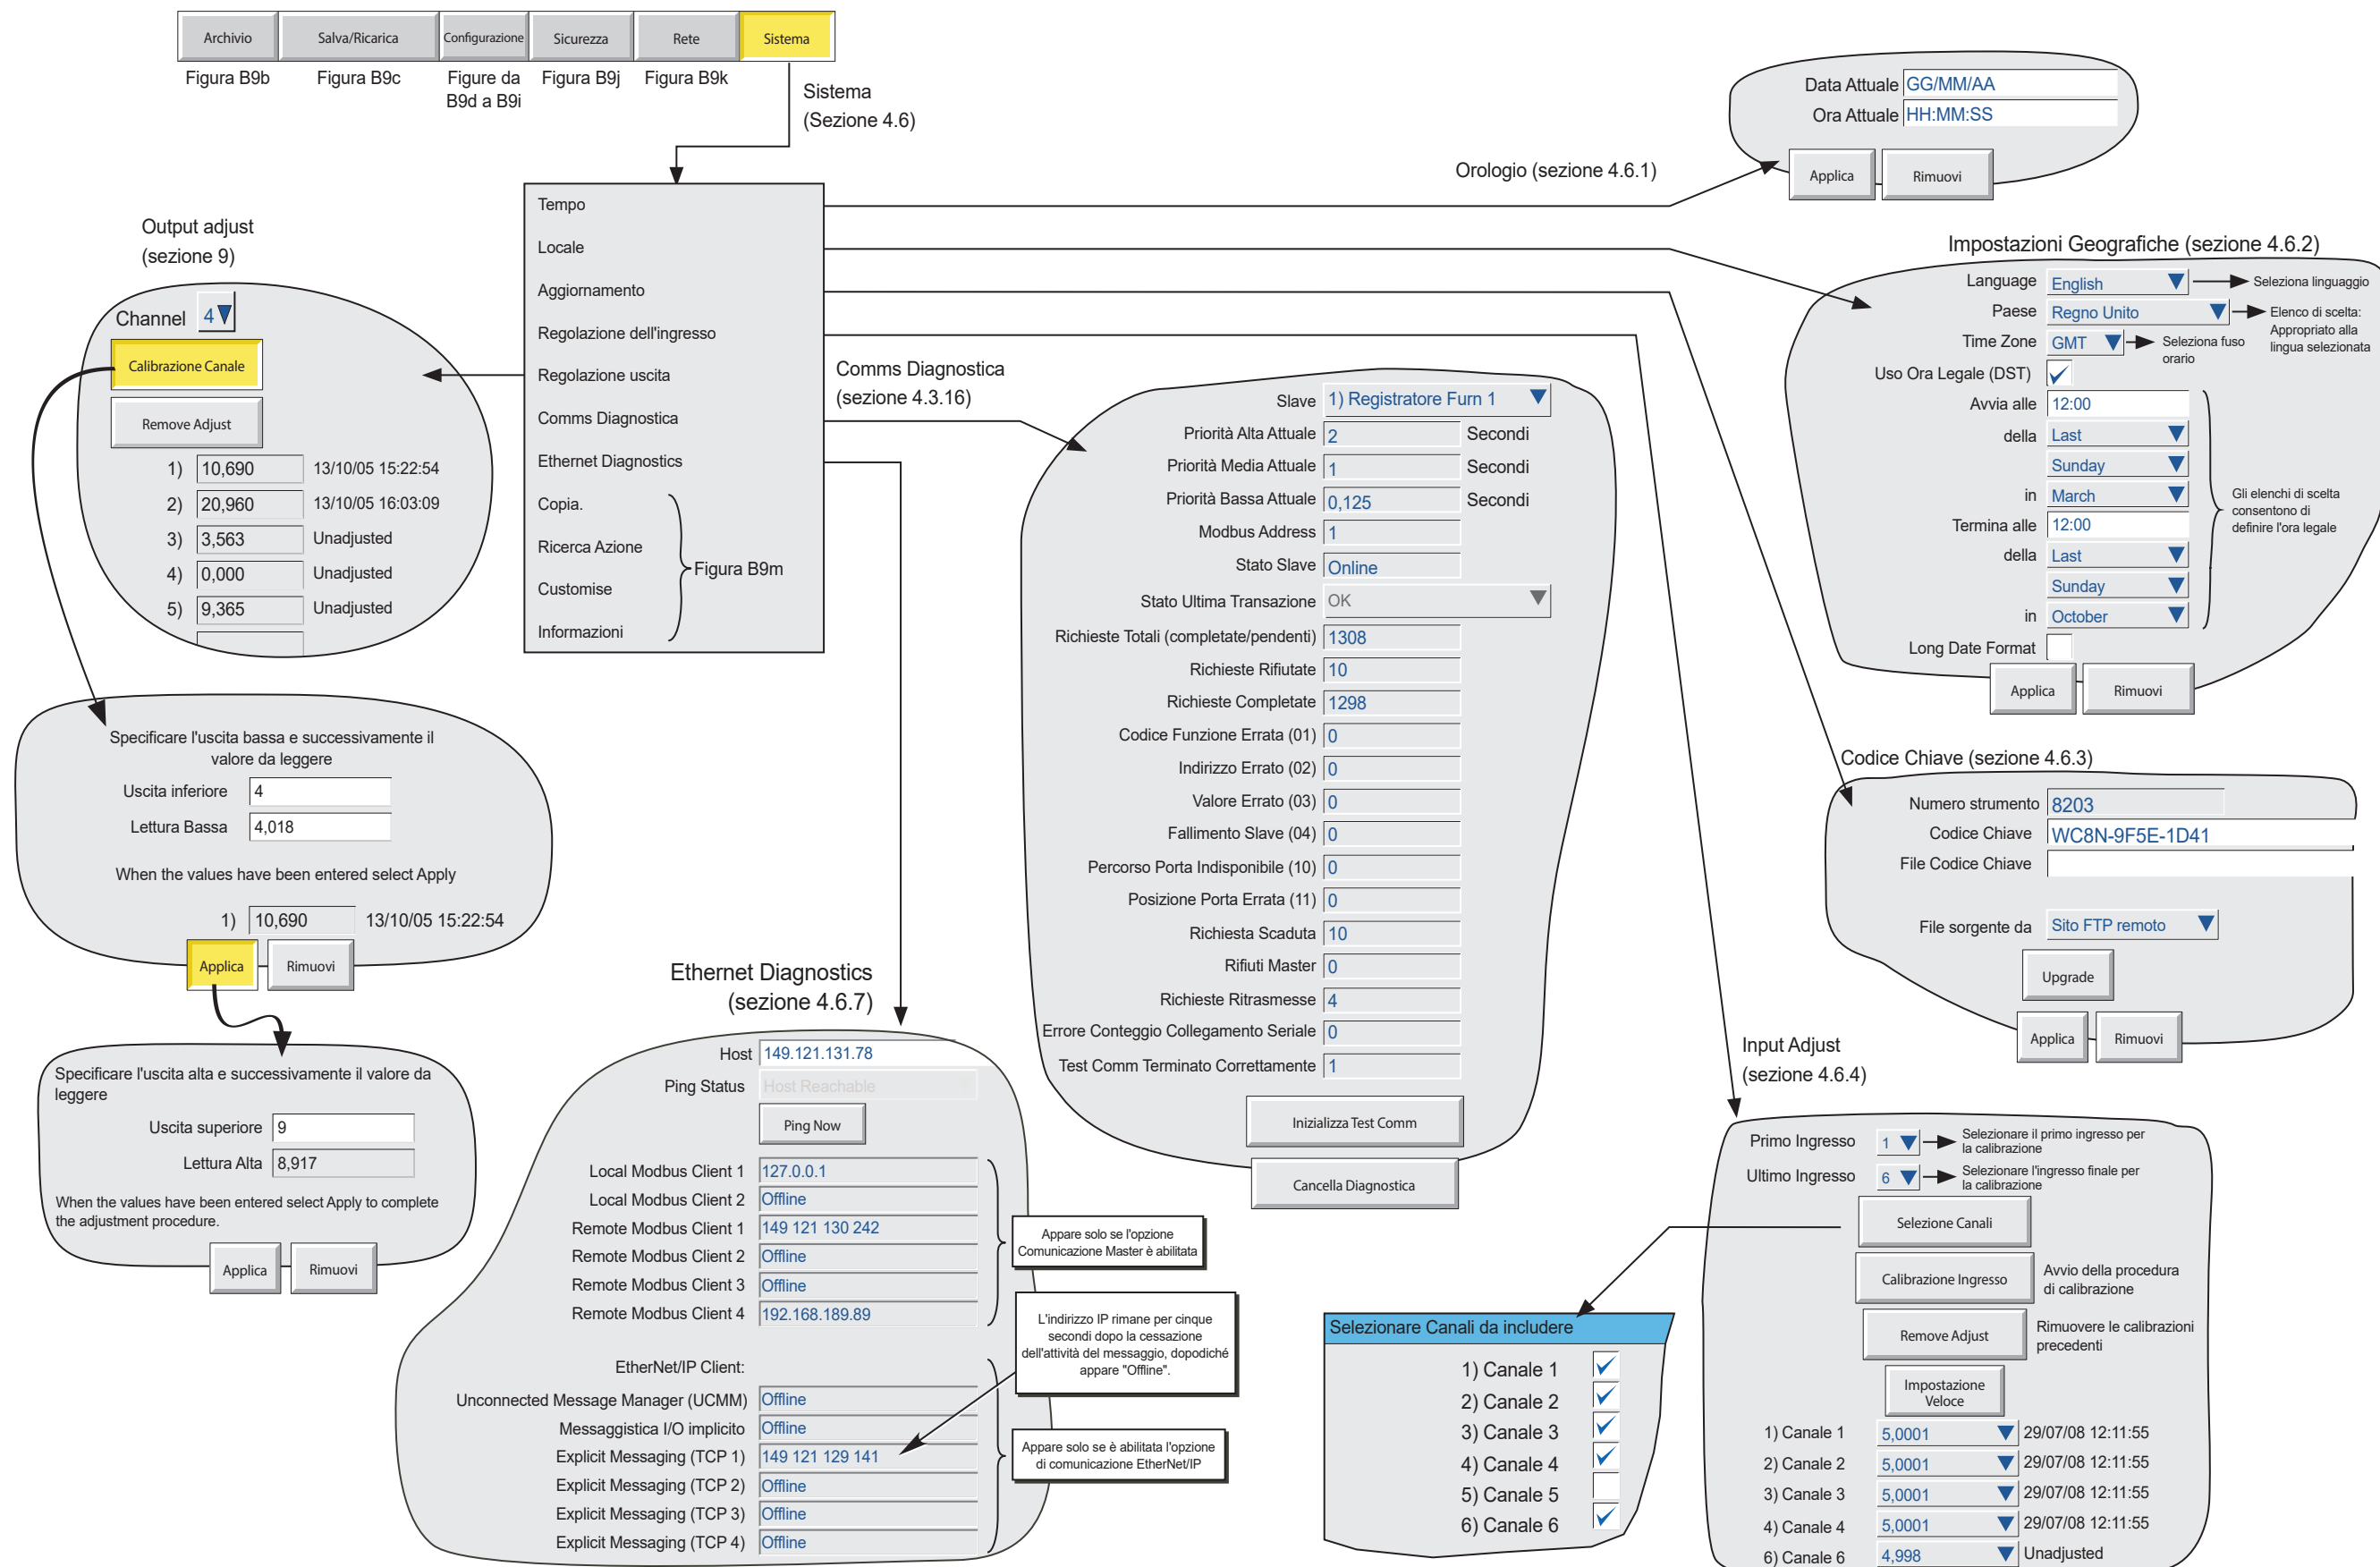 Archivio
Salva/Ricarica
Configurazione
Sicurezza
Rete
Sistema
Figura B9b
Figura B9c
Figure da
B9d a B9i
Figura B9j
Figura B9k
Sistema
(Sezione 4.6)
Tempo
Locale
Aggiornamento
Regolazione dell'ingresso
Regolazione uscita
Comms Diagnostica
Ethernet Diagnostics
Copia.
Ricerca Azione
Customise
Informazioni
Figura B9m
Orologio (sezione 4.6.1)
Data Attuale GG/MM/AA
Ora Attuale HH:MM:SS
Applica
Rimuovi
Impostazioni Geografiche (sezione 4.6.2)
Language English
Seleziona linguaggio
Paese Regno Unito
Elenco di scelta:
Appropriato alla
lingua selezionata
Time Zone GMT
Seleziona fuso
orario
Uso Ora Legale (DST)
Avvia alle 12:00
della Last
Sunday
in March
Termina alle 12:00
della Last
Sunday
in October
Gli elenchi di scelta
consentono di
definire l'ora legale
Long Date Format
Applica
Rimuovi
Output adjust
(sezione 9)
Channel 4
Calibrazione Canale
Remove Adjust
1) 10,690 13/10/05 15:22:54
2) 20,960 13/10/05 16:03:09
3) 3,563 Unadjusted
4) 0,000 Unadjusted
5) 9,365 Unadjusted
Specificare l'uscita bassa e successivamente il
valore da leggere
Uscita inferiore 4
Lettura Bassa 4,018
When the values have been entered select Apply
1) 10,690 13/10/05 15:22:54
Applica
Rimuovi
Specificare l'uscita alta e successivamente il valore da
leggere
Uscita superiore 9
Lettura Alta 8,917
When the values have been entered select Apply to complete
the adjustment procedure.
Applica
Rimuovi
Comms Diagnostica
(sezione 4.3.16)
Slave 1) Registratore Furn 1
Priorità Alta Attuale 2 Secondi
Priorità Media Attuale 1 Secondi
Priorità Bassa Attuale 0,125 Secondi
Modbus Address 1
Stato Slave Online
Stato Ultima Transazione OK
Richieste Totali (completate/pendenti) 1308
Richieste Rifiutate 10
Richieste Completate 1298
Codice Funzione Errata (01) 0
Indirizzo Errato (02) 0
Valore Errato (03) 0
Fallimento Slave (04) 0
Percorso Porta Indisponibile (10) 0
Posizione Porta Errata (11) 0
Richiesta Scaduta 10
Rifiuti Master 0
Richieste Ritrasmesse 4
Errore Conteggio Collegamento Seriale 0
Test Comm Terminato Correttamente 1
Inizializza Test Comm
Cancella Diagnostica
Ethernet Diagnostics
(sezione 4.6.7)
Host 149.121.131.78
Ping Status Host Reachable
Ping Now
Local Modbus Client 1 127.0.0.1
Local Modbus Client 2 Offline
Remote Modbus Client 1 149 121 130 242
Remote Modbus Client 2 Offline
Remote Modbus Client 3 Offline
Remote Modbus Client 4 192.168.189.89
Appare solo se l'opzione
Comunicazione Master è abilitata
L'indirizzo IP rimane per cinque
secondi dopo la cessazione
dell'attività del messaggio, dopodiché
appare "Offline".
EtherNet/IP Client:
Unconnected Message Manager (UCMM) Offline
Messaggistica I/O implicito Offline
Explicit Messaging (TCP 1) 149 121 129 141
Explicit Messaging (TCP 2) Offline
Explicit Messaging (TCP 3) Offline
Explicit Messaging (TCP 4) Offline
Appare solo se è abilitata l'opzione
di comunicazione EtherNet/IP
Codice Chiave (sezione 4.6.3)
Numero strumento 8203
Codice Chiave WC8N-9F5E-1D41
File Codice Chiave
File sorgente da Sito FTP remoto
Upgrade
Applica
Rimuovi
Input Adjust
(sezione 4.6.4)
Primo Ingresso 1
Selezionare il primo ingresso per
la calibrazione
Ultimo Ingresso 6
Selezionare l'ingresso finale per
la calibrazione
Selezione Canali
Calibrazione Ingresso
Avvio della procedura
di calibrazione
Remove Adjust
Rimuovere le calibrazioni
precedenti
Impostazione
Veloce
1) Canale 1 5,0001 29/07/08 12:11:55
2) Canale 2 5,0001 29/07/08 12:11:55
3) Canale 3 5,0001 29/07/08 12:11:55
4) Canale 4 5,0001 29/07/08 12:11:55
6) Canale 6 4,998 Unadjusted
Selezionare Canali da includere
1) Canale 1
2) Canale 2
3) Canale 3
4) Canale 4
5) Canale 5
6) Canale 6